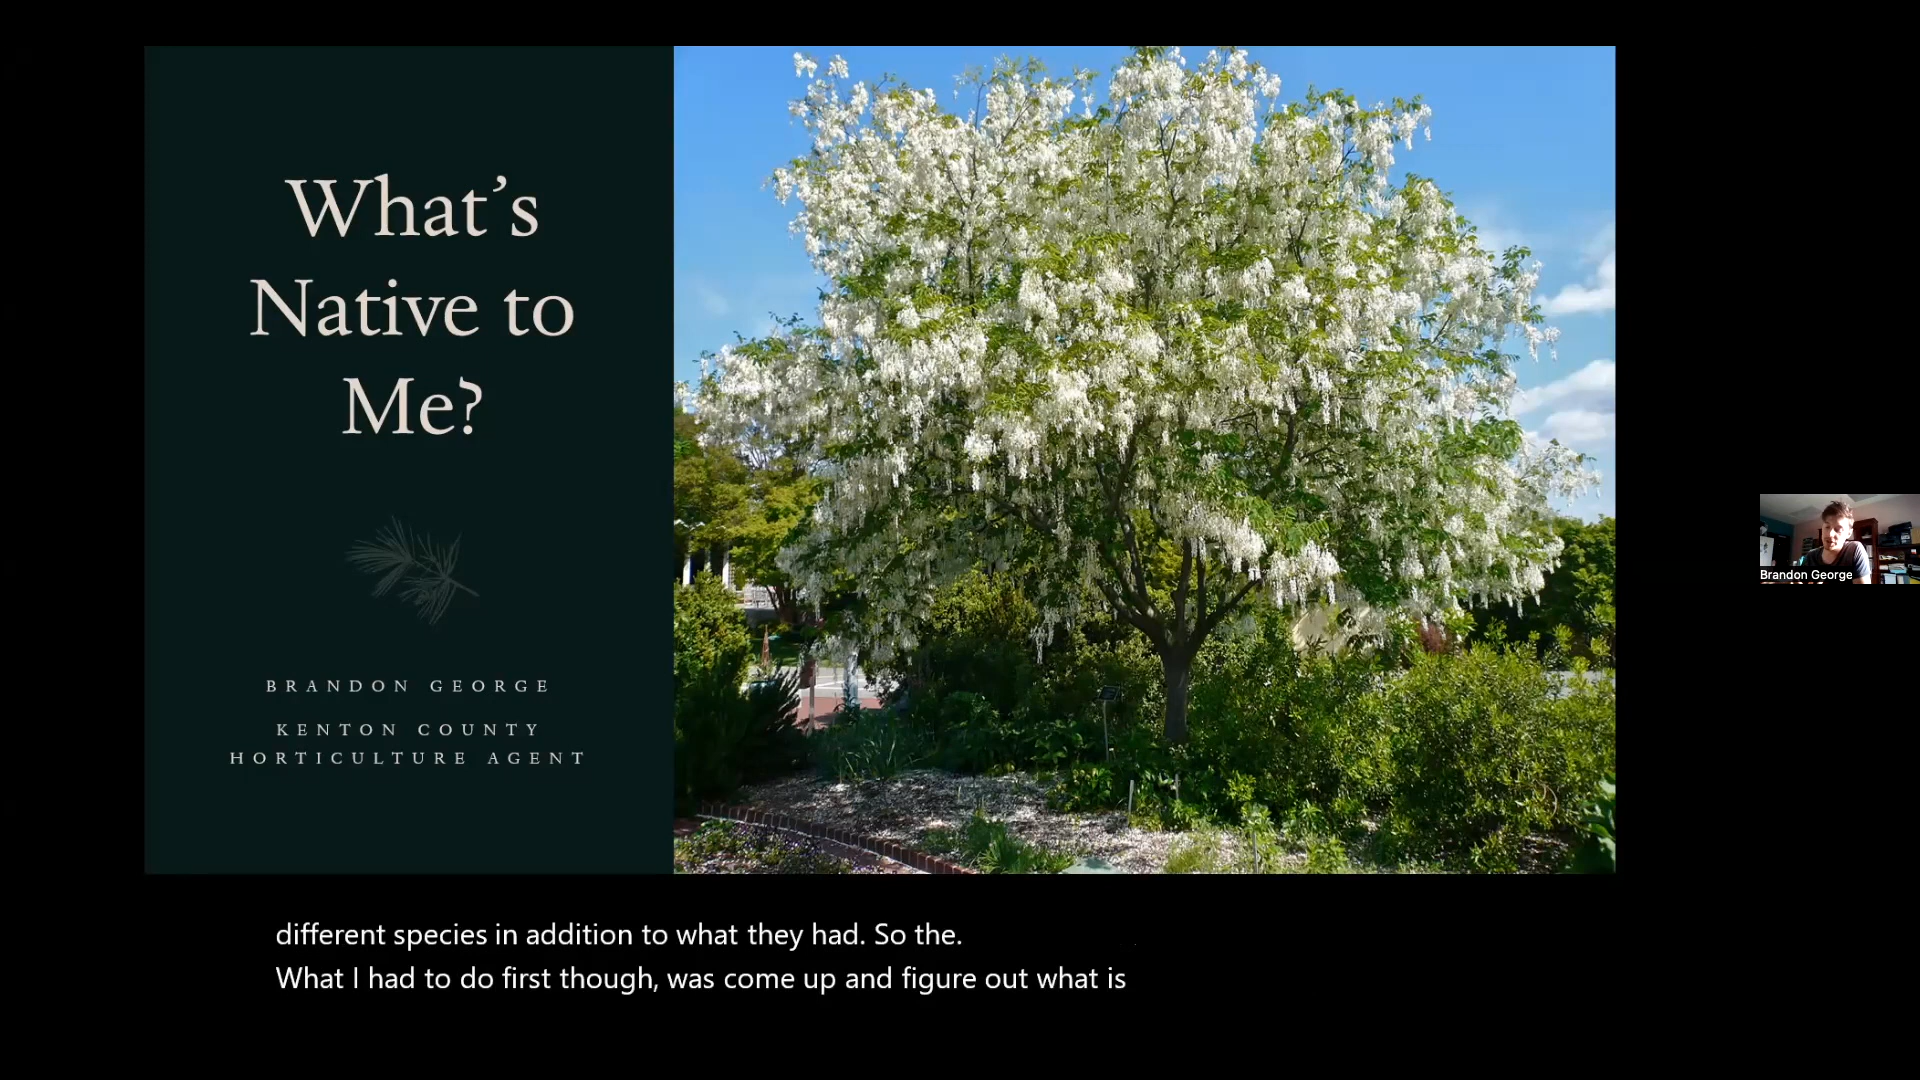 What's
Native to
Me?
BRANDON GEORGE
KENTON COUNTY
HORTICULTURE AGENT
Brandon George
different species in addition to what they had. So the.
What I had to do first though, was come up and figure out what is